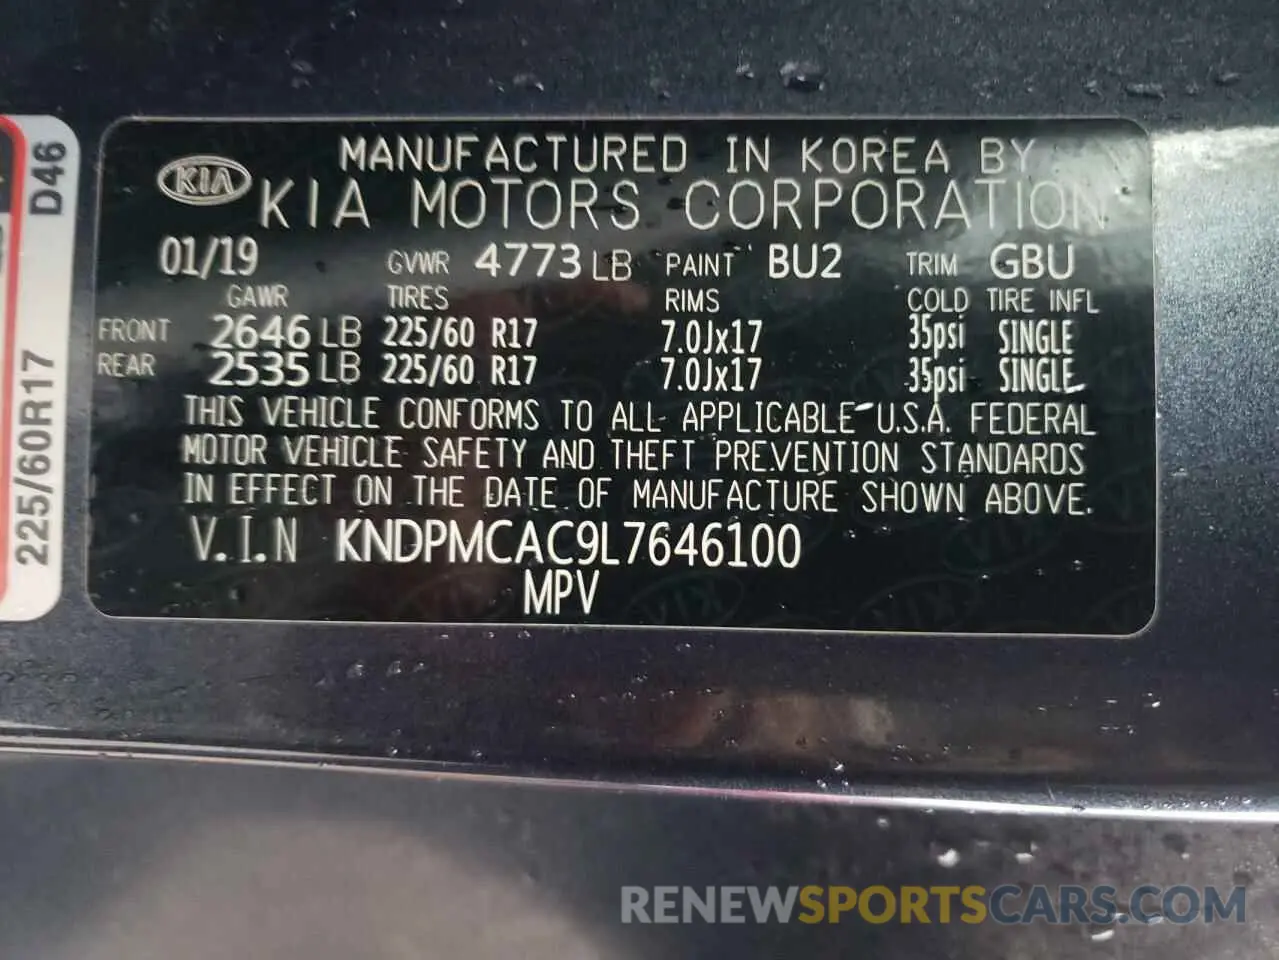 MANUFACTURED IN KOREA BY
KIA KIA MOTORS CORPORATION
01/19 GVWR 4773 LB PAINT BU2 TRIM GBU
GAWR TIRES RIMS COLD TIRE INFL
FRONT 2646 LB 225/60 R17 7.0Jx17 35psi SINGLE
REAR 2535 LB 225/60 R17 7.0Jx17 35psi SINGLE
THIS VEHICLE CONFORMS TO ALL APPLICABLE U.S.A. FEDERAL
MOTOR VEHICLE SAFETY AND THEFT PREVENTION STANDARDS
IN EFFECT ON THE DATE OF MANUFACTURE SHOWN ABOVE.
V.I.N KNDPMCAC9L7646100
MPV
D46
225/60R17
RENEWSPORTSCARS.COM